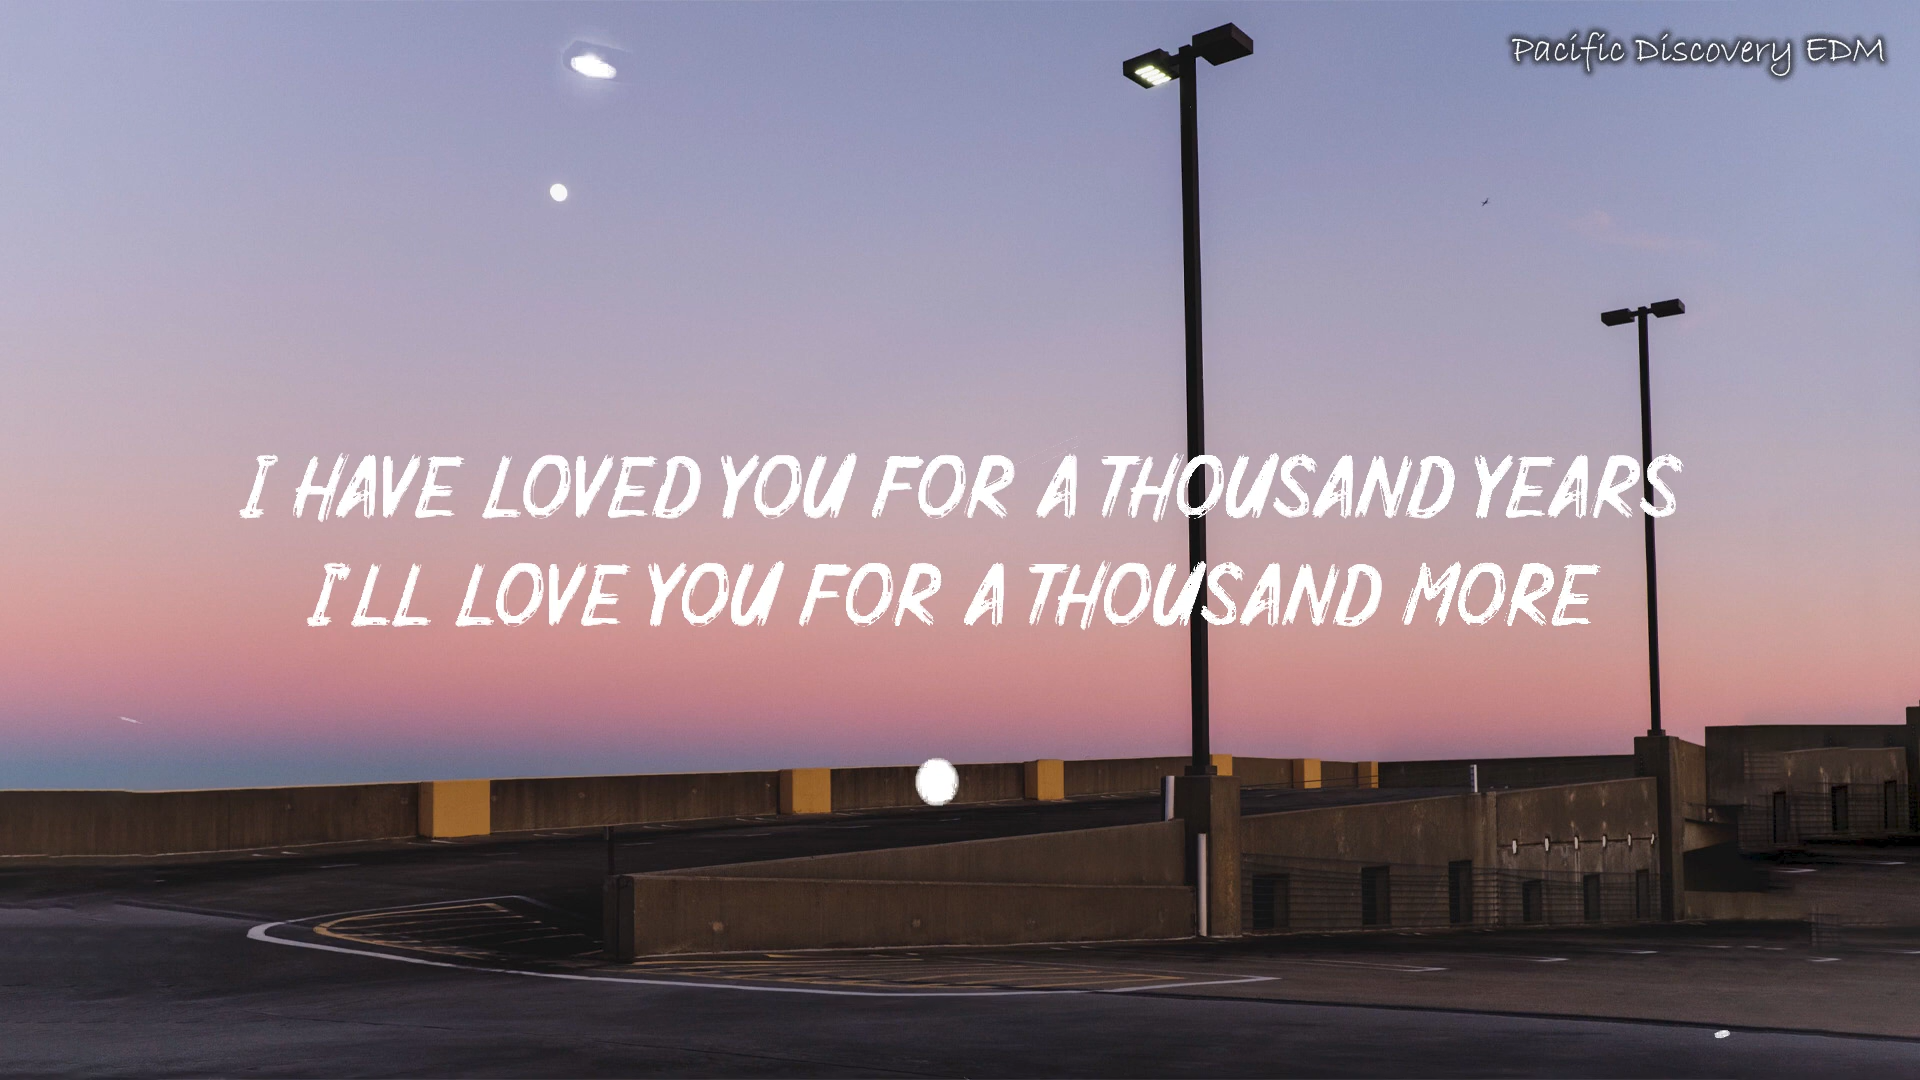 Pacific Discovery EDM
I HAVE LOVED YOU FOR A THOUSAND YEARS
I'LL LOVE YOU FOR A THOUSAND MORE